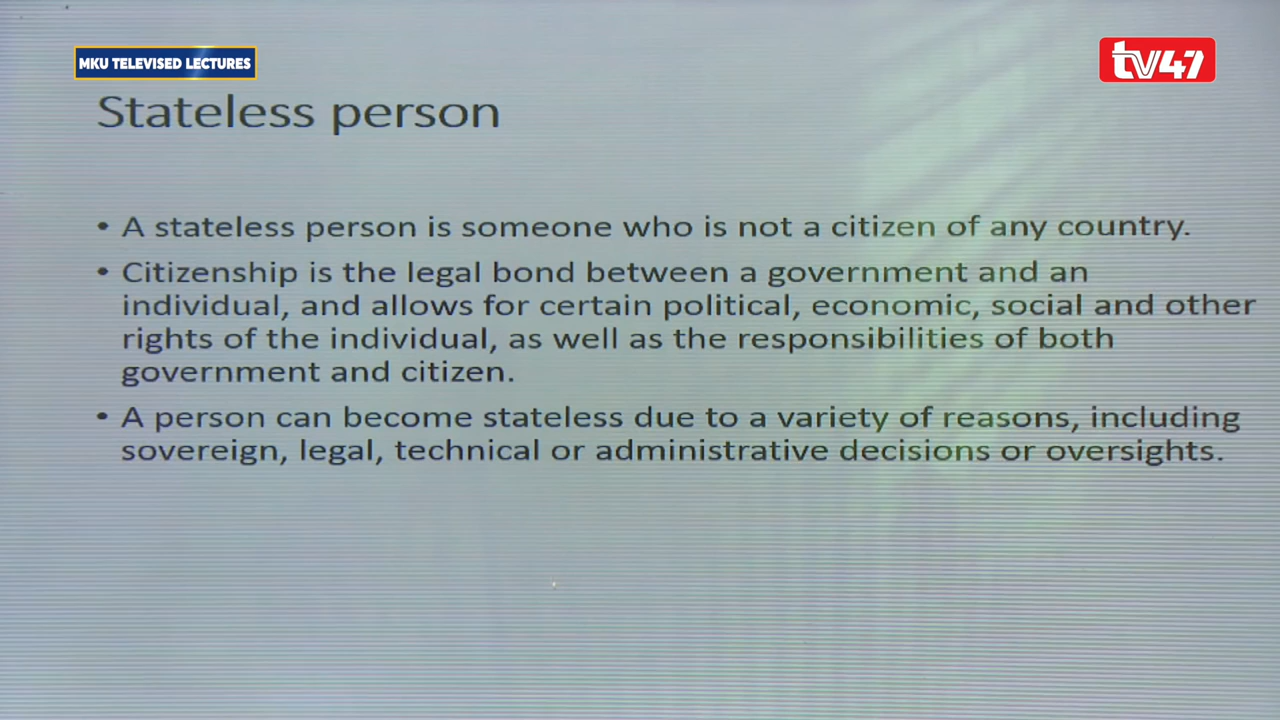 MKU TELEVISED LECTURES
tv47
Stateless person
• A stateless person is someone who is not a citizen of any country.
• Citizenship is the legal bond between a government and an
individual, and allows for certain political, economic, social and other
rights of the individual, as well as the responsibilities of both
government and citizen.
• A person can become stateless due to a variety of reasons, including
sovereign, legal, technical or administrative decisions or oversights.